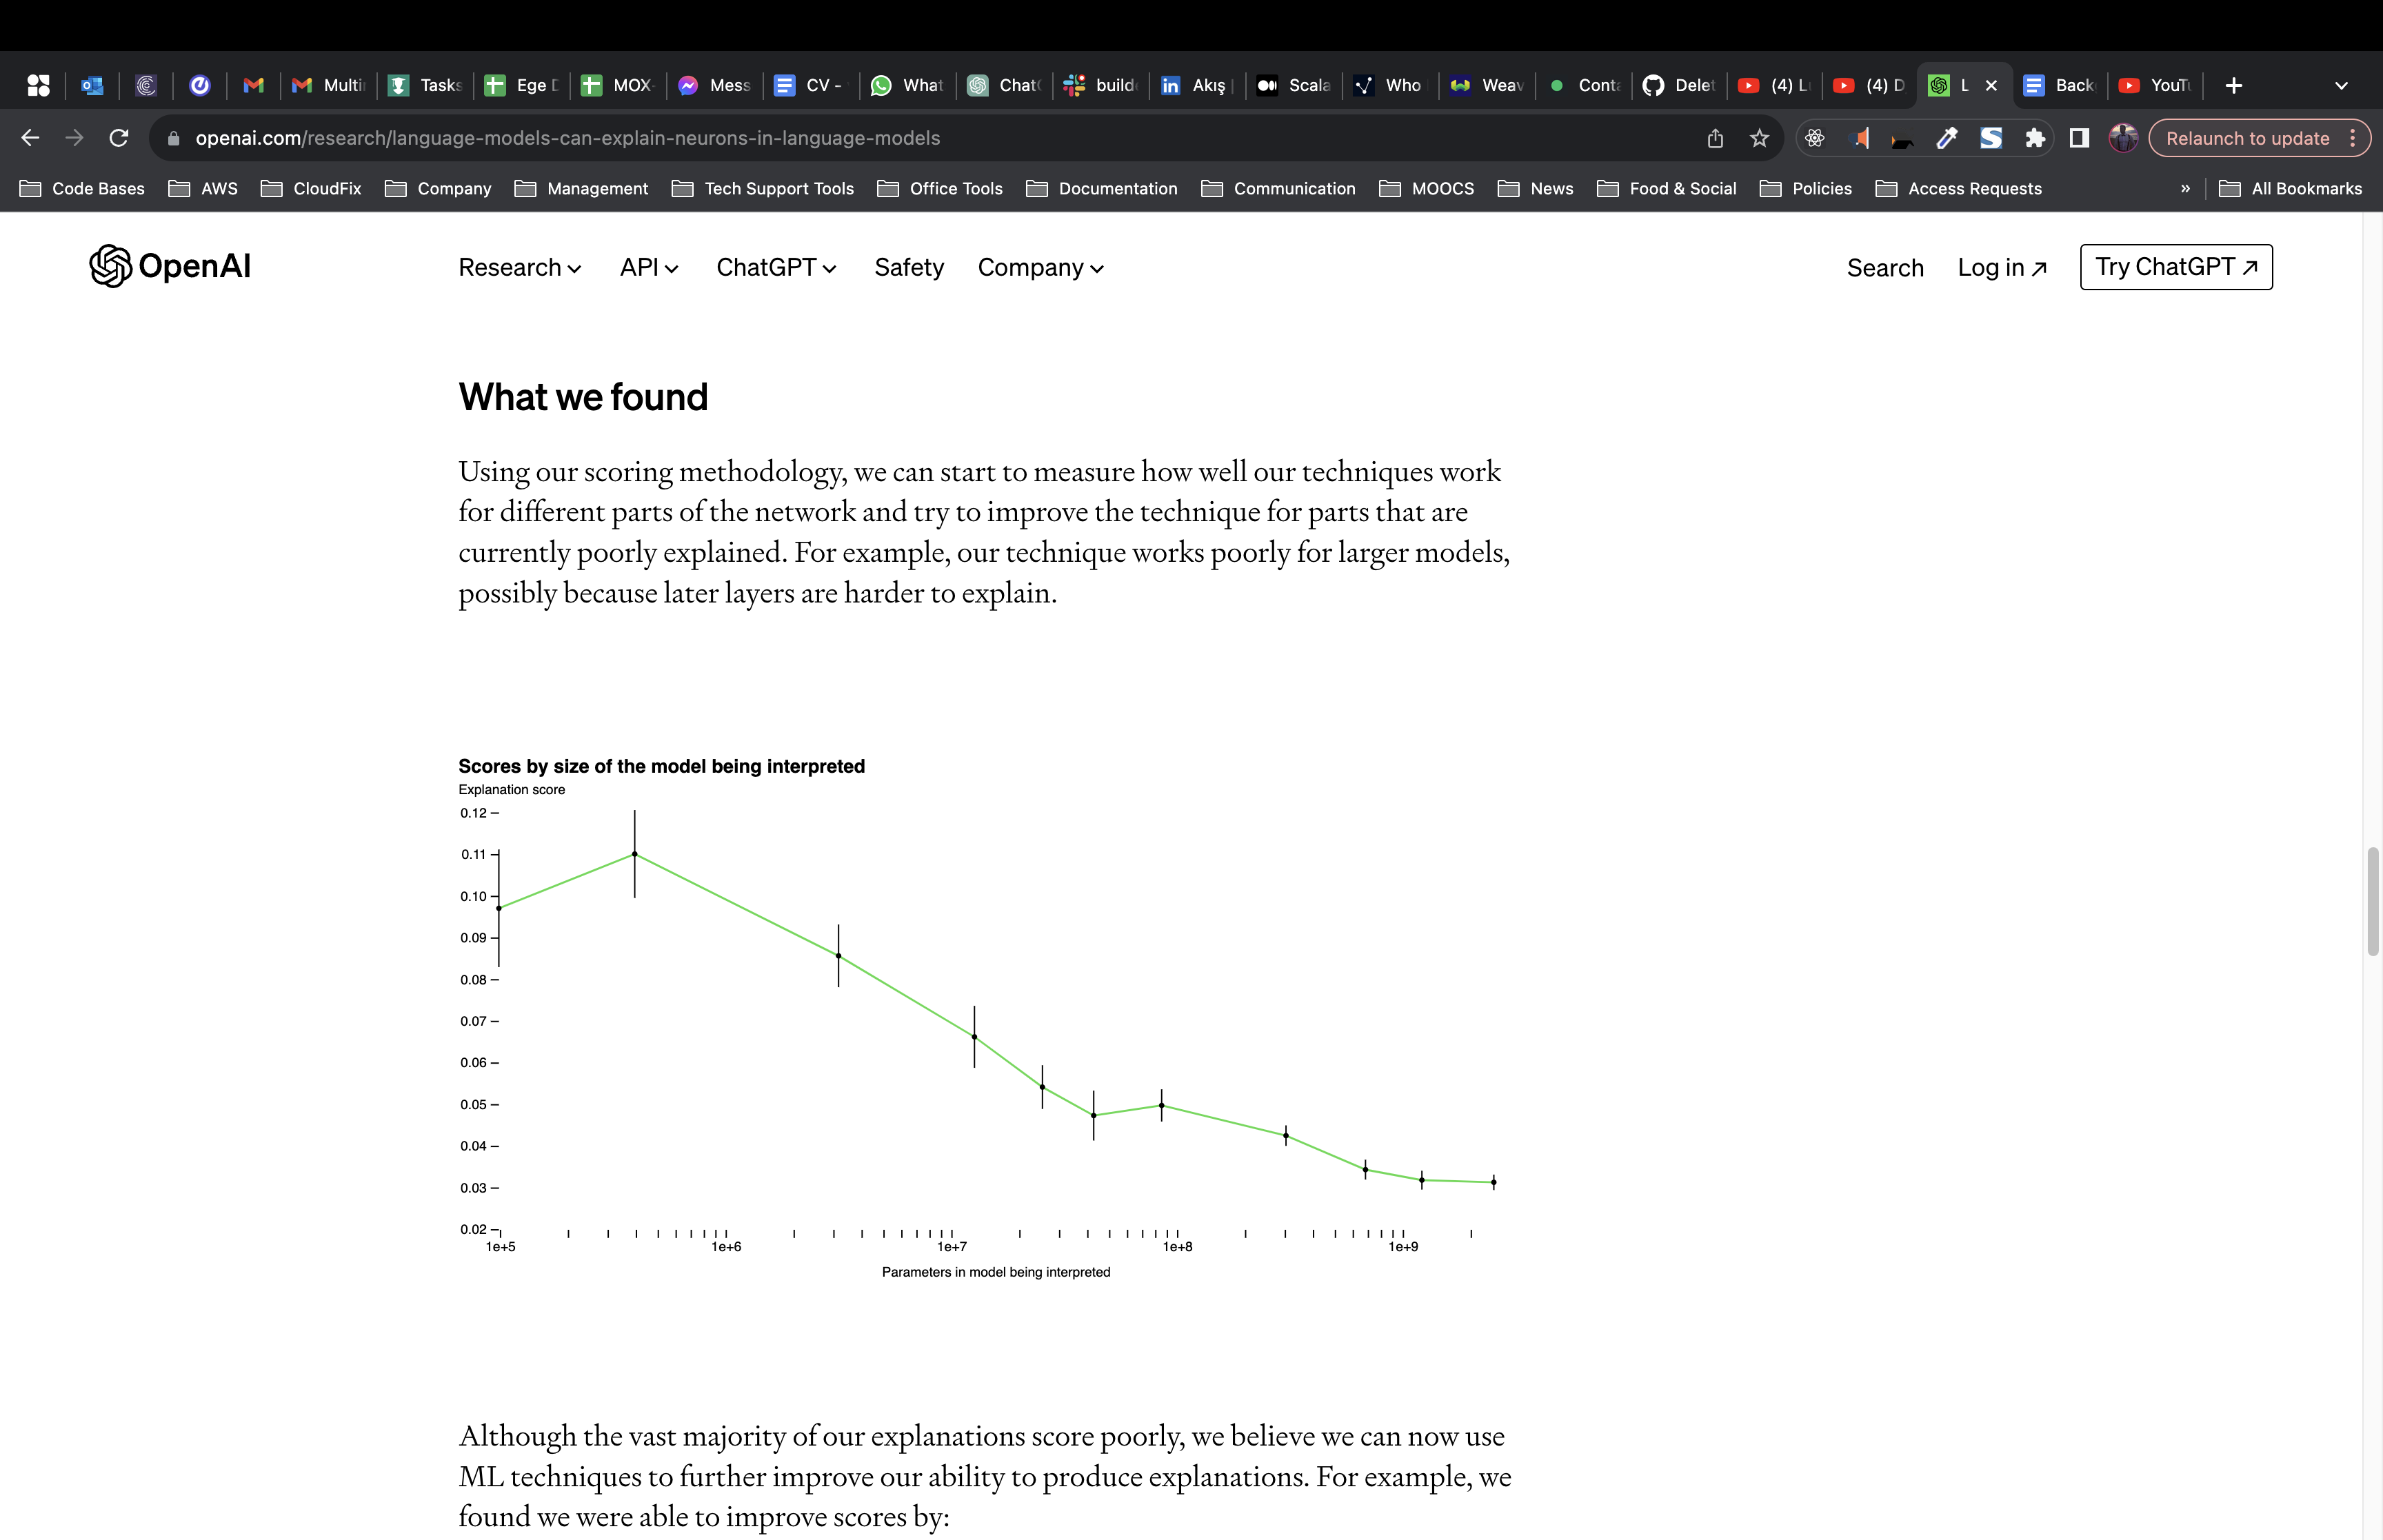 Multi
Tasks
Ege D
MOX-
Mess
CV -
What
Chat
build
Akış
Scala
Who
Weav
Conta
Delet
(4) L
(4) D
L
Back
YouTu
openai.com/research/language-models-can-explain-neurons-in-language-models
Relaunch to update
Code Bases
AWS
CloudFix
Company
Management
Tech Support Tools
Office Tools
Documentation
Communication
MOOCS
News
Food & Social
Policies
Access Requests
»
All Bookmarks
OpenAI
Research
API
ChatGPT
Safety
Company
Search
Log in ↗
Try ChatGPT ↗
What we found
Using our scoring methodology, we can start to measure how well our techniques work
for different parts of the network and try to improve the technique for parts that are
currently poorly explained. For example, our technique works poorly for larger models,
possibly because later layers are harder to explain.
Scores by size of the model being interpreted
Explanation score
0.12
0.11
0.10
0.09
0.08
0.07
0.06
0.05
0.04
0.03
0.02
1e+5 1e+6 1e+7 1e+8 1e+9
Parameters in model being interpreted
Although the vast majority of our explanations score poorly, we believe we can now use
ML techniques to further improve our ability to produce explanations. For example, we
found we were able to improve scores by: